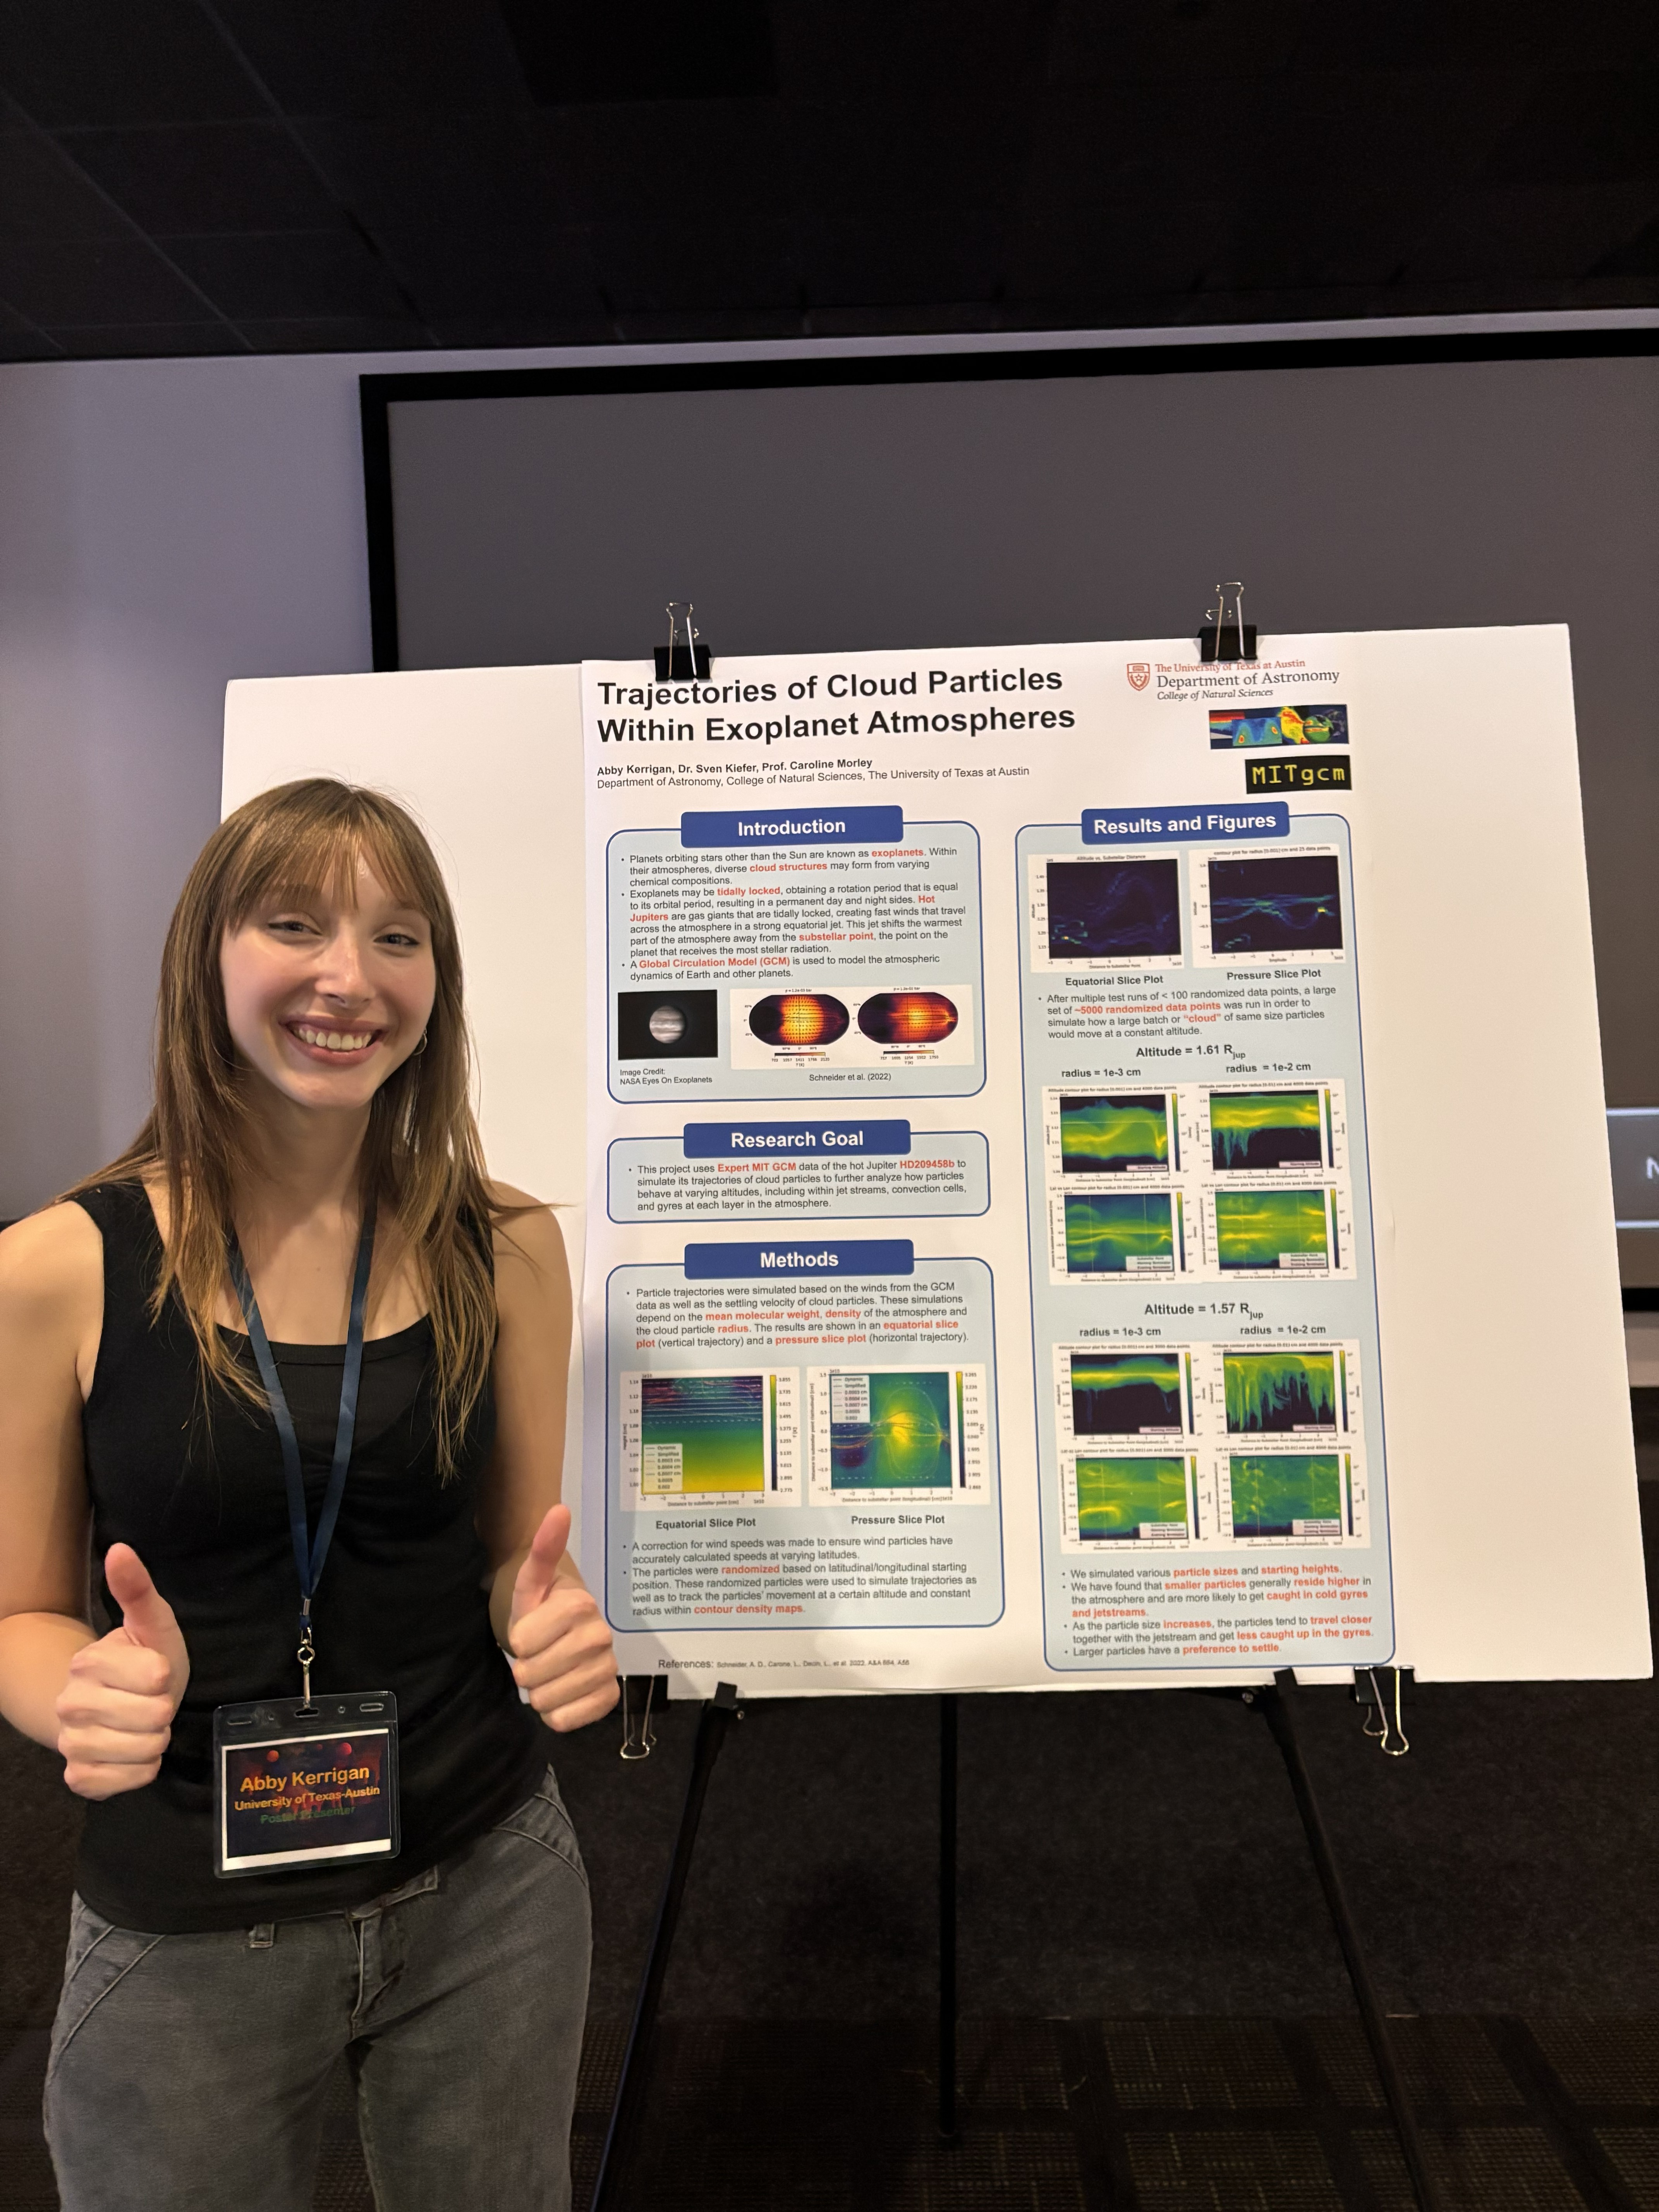 Trajectories of Cloud Particles
Within Exoplanet Atmospheres
Abby Kerrigan, Dr. Sven Kiefer, Prof. Caroline Morley
Department of Astronomy, College of Natural Sciences, The University of Texas at Austin
The University of Texas at Austin
Department of Astronomy
College of Natural Sciences
MITgcm
Introduction
• Planets orbiting stars other than the Sun are known as exoplanets. Within
their atmospheres, diverse cloud structures may form from varying
chemical compositions.
• Exoplanets may be tidally locked, obtaining a rotation period that is equal
to its orbital period, resulting in a permanent day and night sides. Hot
Jupiters are gas giants that are tidally locked, creating fast winds that travel
across the atmosphere in a strong equatorial jet. This jet shifts the warmest
part of the atmosphere away from the substellar point, the point on the
planet that receives the most stellar radiation.
• A Global Circulation Model (GCM) is used to model the atmospheric
dynamics of Earth and other planets.
Image Credit:
NASA Eyes On Exoplanets
Schneider et al. (2022)
Research Goal
• This project uses Expert MIT GCM data of the hot Jupiter HD209458b to
simulate its trajectories of cloud particles to further analyze how particles
behave at varying altitudes, including within jet streams, convection cells,
and gyres at each layer in the atmosphere.
Methods
• Particle trajectories were simulated based on the winds from the GCM
data as well as the settling velocity of cloud particles. These simulations
depend on the mean molecular weight, density of the atmosphere and
the cloud particle radius. The results are shown in an equatorial slice
plot (vertical trajectory) and a pressure slice plot (horizontal trajectory).
Equatorial Slice Plot
Pressure Slice Plot
• A correction for wind speeds was made to ensure wind particles have
accurately calculated speeds at varying latitudes.
• The particles were randomized based on latitudinal/longitudinal starting
position. These randomized particles were used to simulate trajectories as
well as to track the particles' movement at a certain altitude and constant
radius within contour density maps.
References: Schneider, A. D., Carone, L., Decin, L., et al. 2022, A&A 664, A56
Results and Figures
Altitude vs. Substellar Distance
contour plot for radius [0.001] cm and 25 data points
Equatorial Slice Plot
Pressure Slice Plot
• After multiple test runs of < 100 randomized data points, a large
set of ~5000 randomized data points was run in order to
simulate how a large batch or "cloud" of same size particles
would move at a constant altitude.
Altitude = 1.61 Rjup
radius = 1e-3 cm
radius = 1e-2 cm
Altitude = 1.57 Rjup
radius = 1e-3 cm
radius = 1e-2 cm
• We simulated various particle sizes and starting heights.
• We have found that smaller particles generally reside higher in
the atmosphere and are more likely to get caught in cold gyres
and jetstreams.
• As the particle size increases, the particles tend to travel closer
together with the jetstream and get less caught up in the gyres.
• Larger particles have a preference to settle.
Abby Kerrigan
University of Texas-Austin
Poster Presenter
N